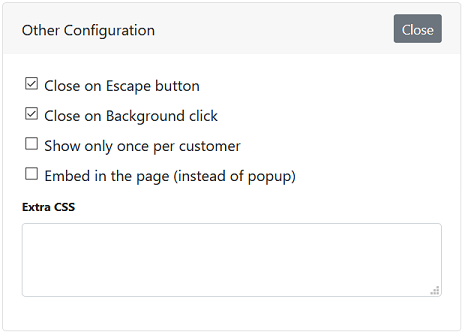 Other Configuration
Close
Close on Escape button
Close on Background click
Show only once per customer
Embed in the page (instead of popup)
Extra CSS